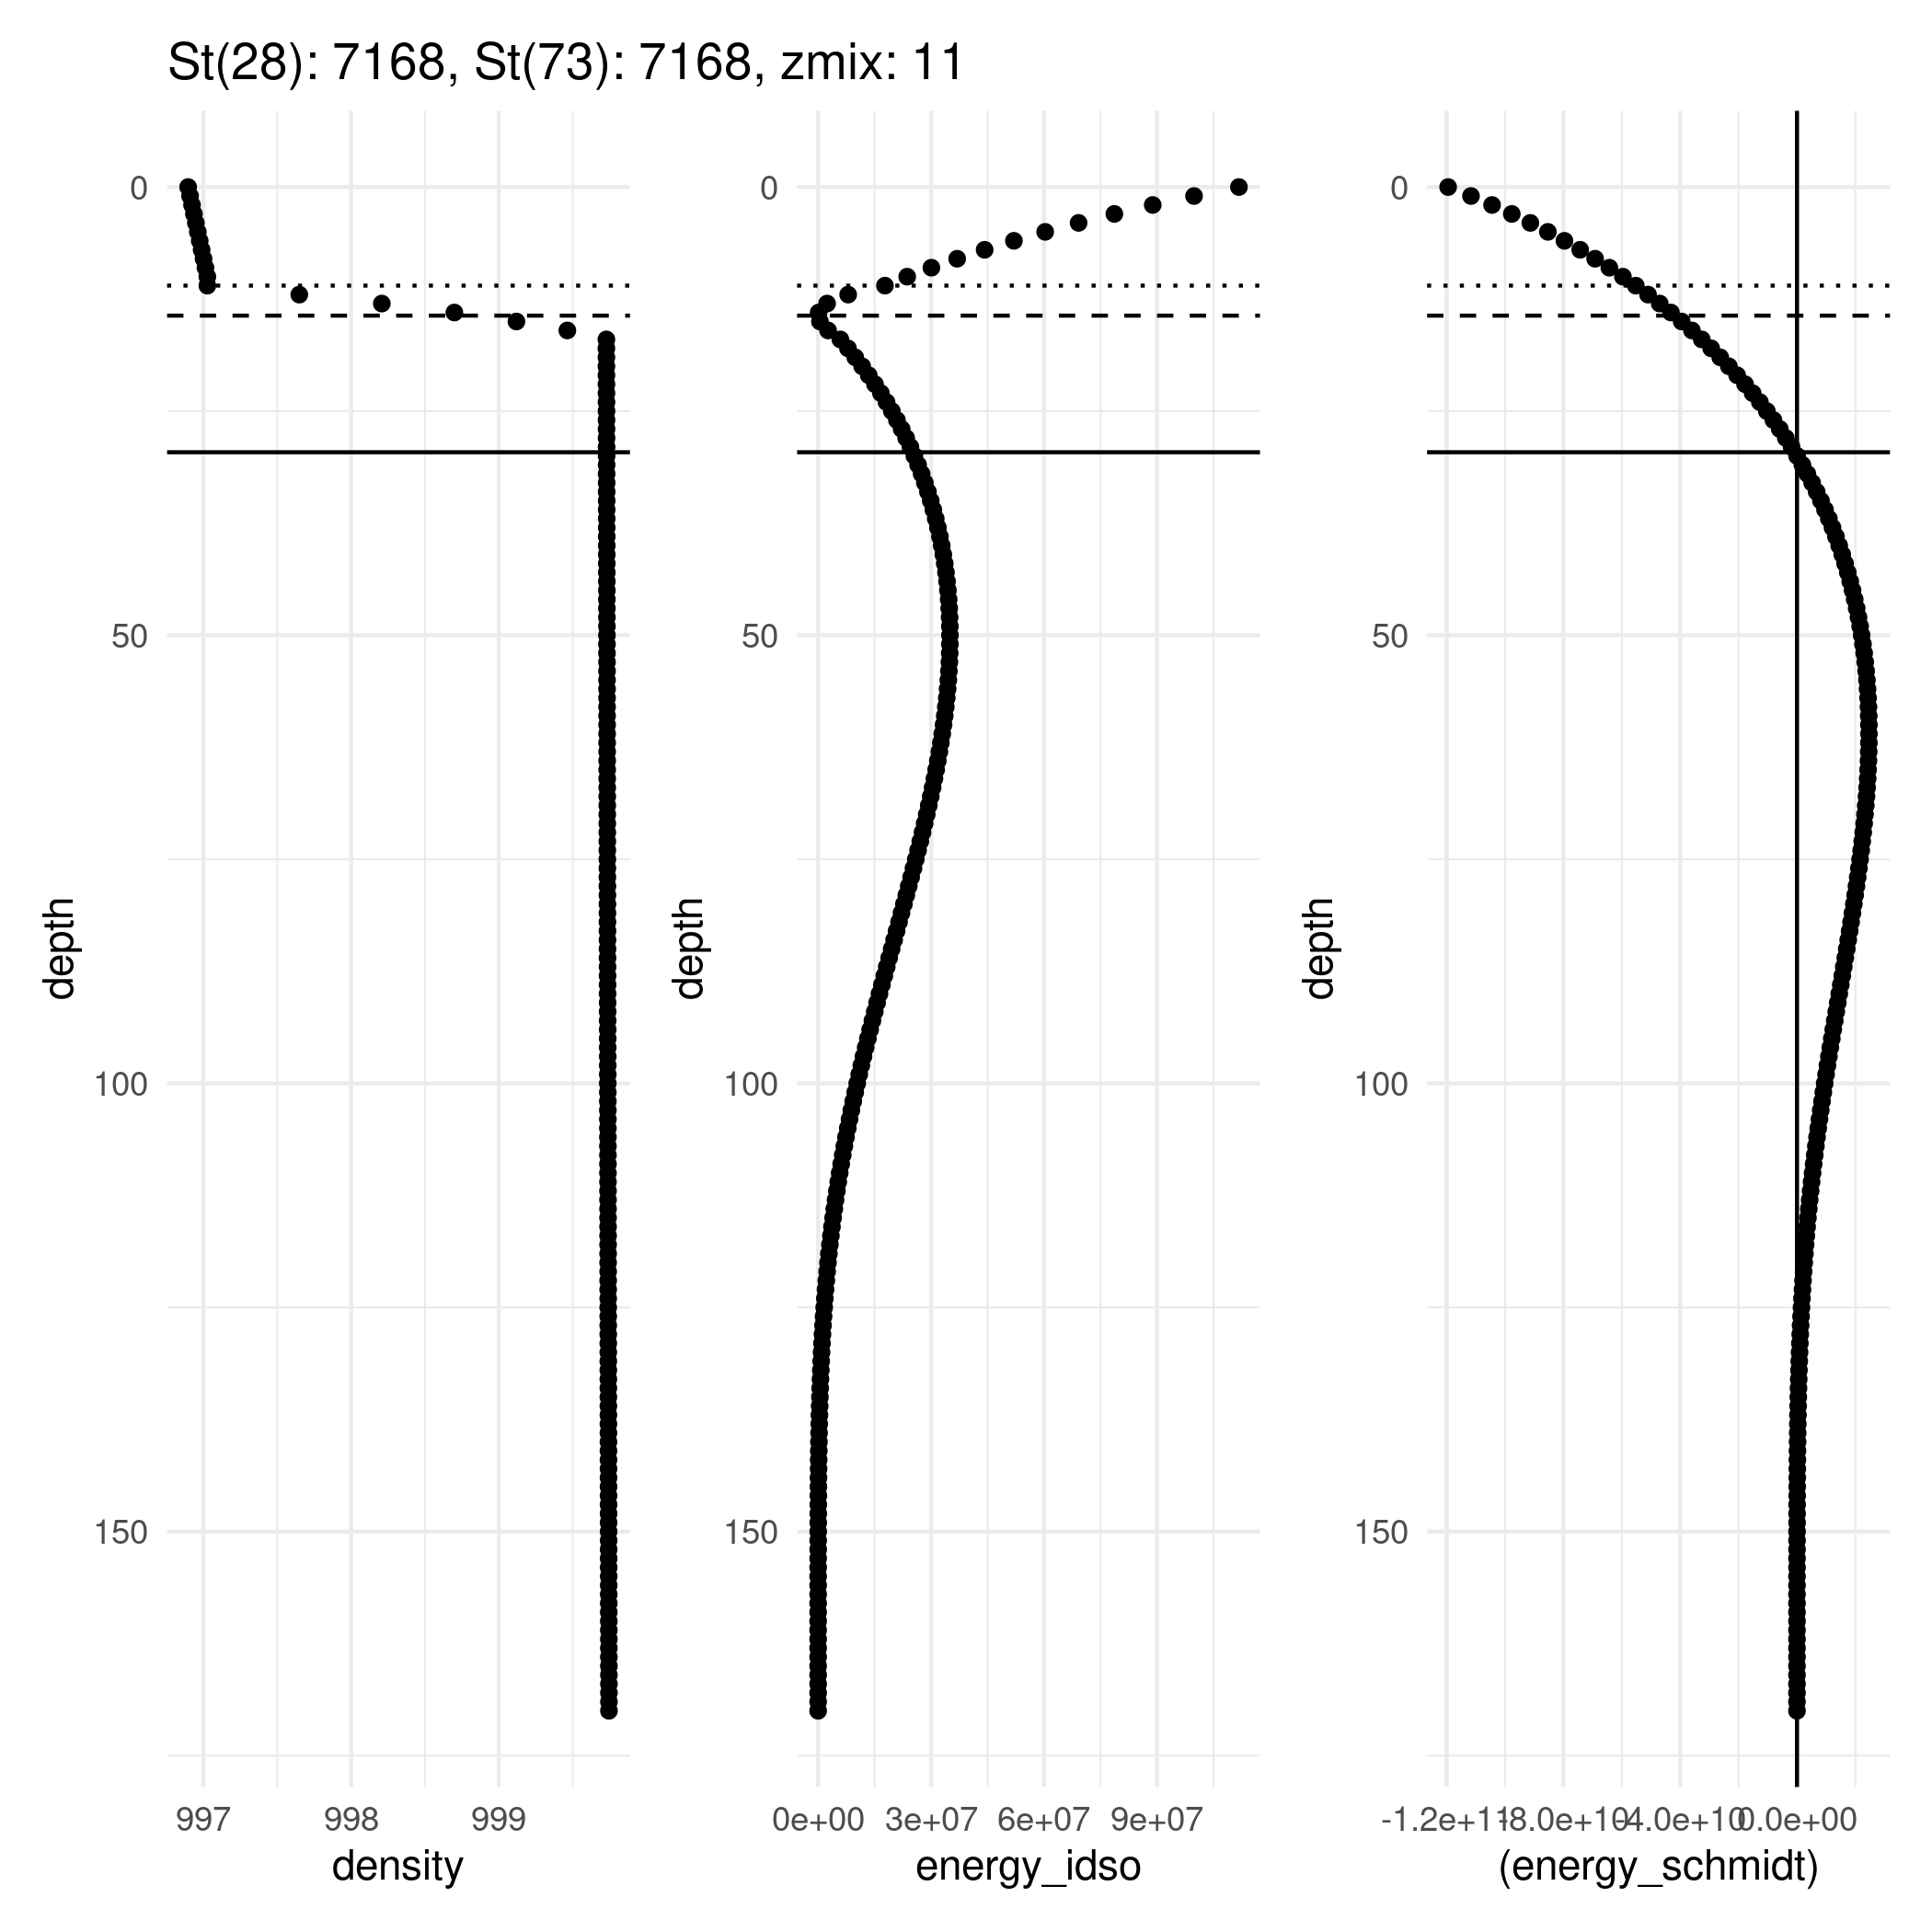 St(28): 7168, St(73): 7168, zmix: 11
depth
0
50
100
150
997 998 999
density
depth
0
50
100
150
0e+00 3e+07 6e+07 9e+07
energy_idso
depth
0
50
100
150
-1.2e+11 -8.0e+10 -4.0e+10 0.0e+00
(energy_schmidt)